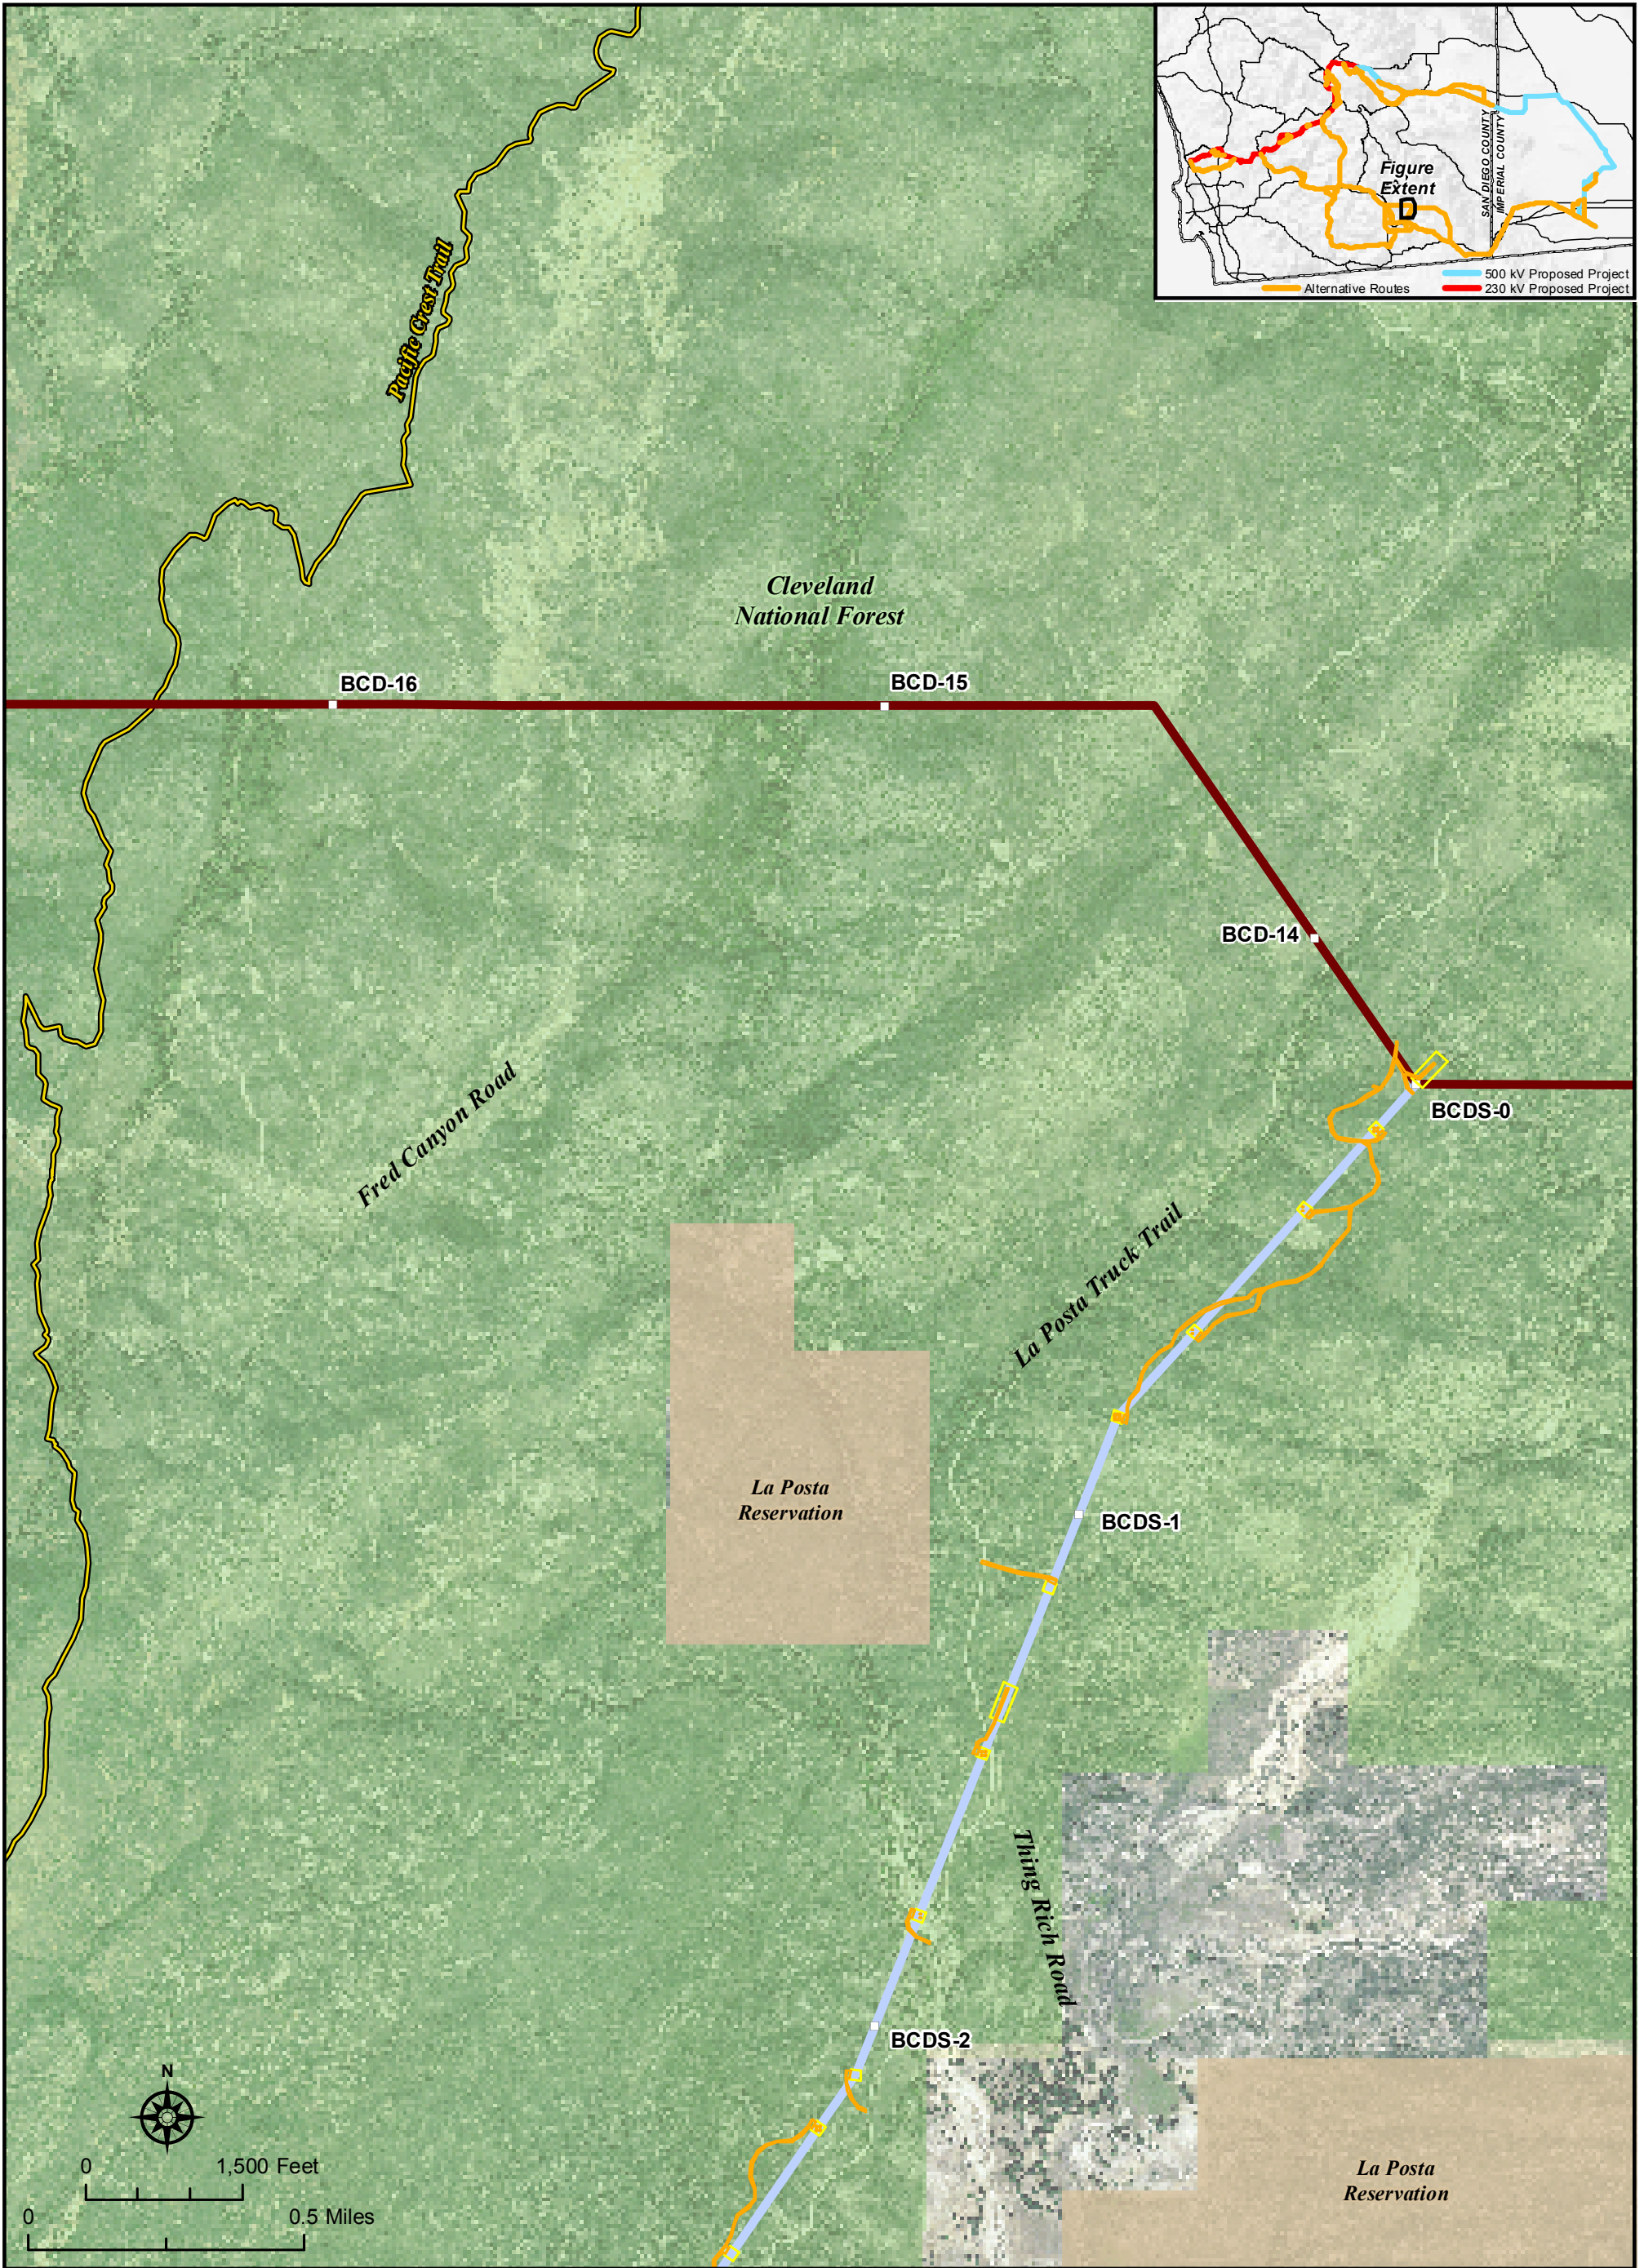 SAN DIEGO COUNTY
IMPERIAL COUNTY
Figure
Extent
500 kV Proposed Project
Alternative Routes
230 kV Proposed Project
Pacific Crest Trail
Cleveland
National Forest
BCD-16
BCD-15
BCD-14
BCDS-0
Fred Canyon Road
La Posta Truck Trail
La Posta
Reservation
BCDS-1
Thing Rich Road
BCDS-2
N
0 1,500 Feet
0 0.5 Miles
La Posta
Reservation